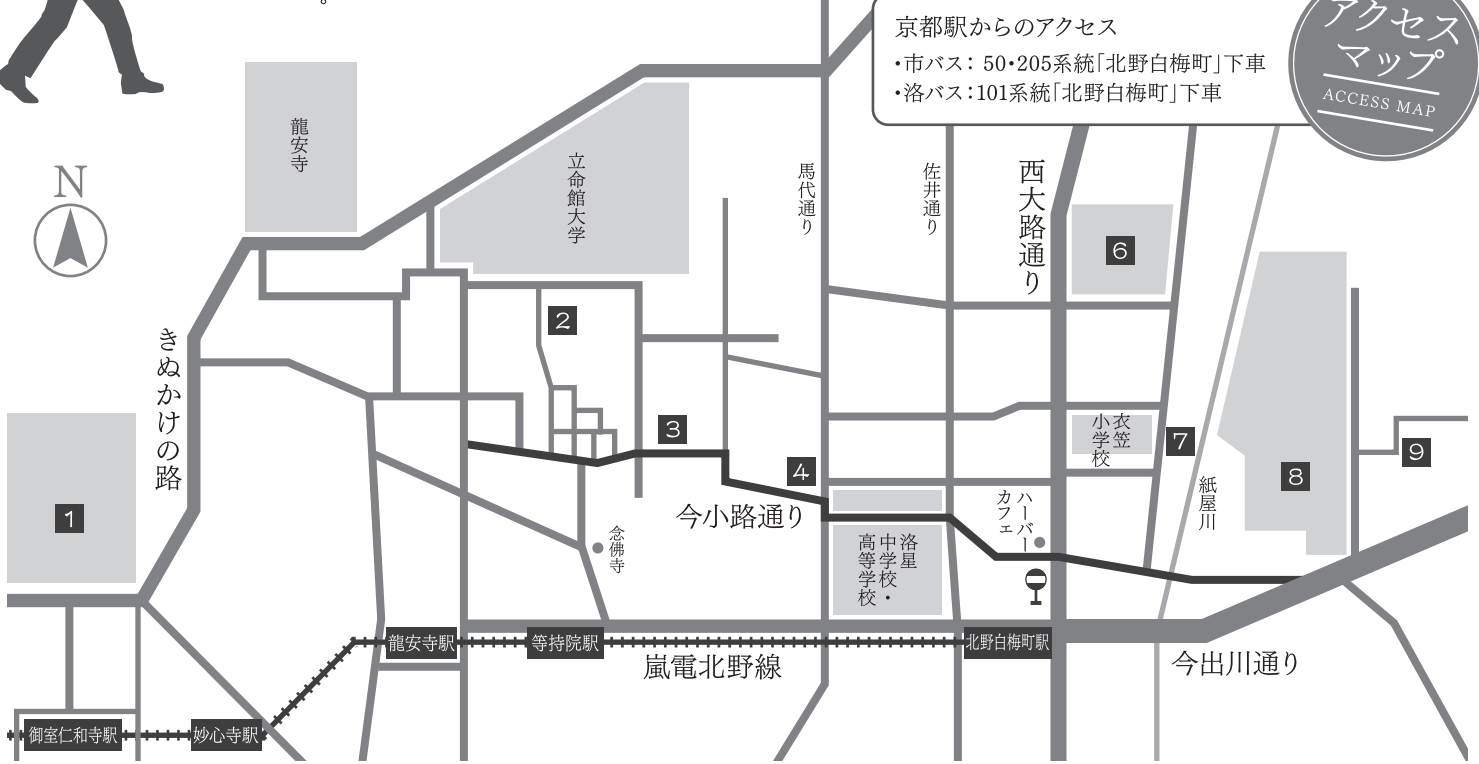 。
京都駅からのアクセス
・市バス：50・205系統「北野白梅町」下車
・洛バス：101系統「北野白梅町」下車
アクセス
マップ
ACCESS MAP
N
龍安寺
立命館大学
馬代通り
佐井通り
西大路通り
6
2
きぬかけの路
3
衣笠
小学校
7
9
4
8
1
今小路通り
念佛寺
洛星
中学校・
高等学校
ハーバー
カフェ
紙屋川
龍安寺駅
等持院駅
北野白梅町駅
嵐電北野線
今出川通り
御室仁和寺駅
妙心寺駅